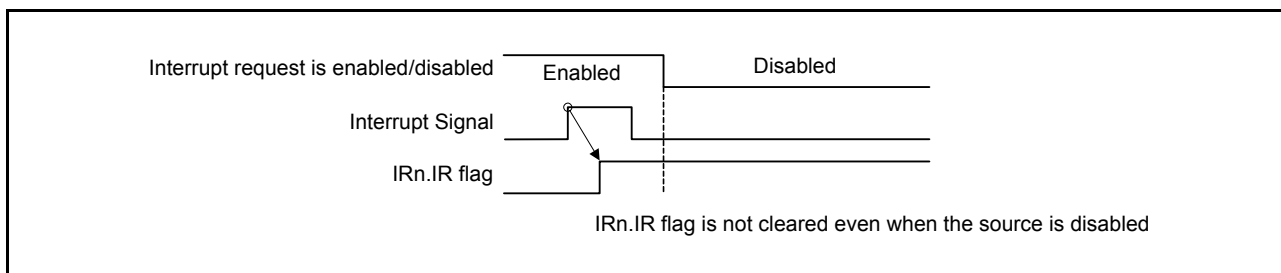 Interrupt request is enabled/disabled
Enabled
Disabled
Interrupt Signal
IRn.IR flag
IRn.IR flag is not cleared even when the source is disabled